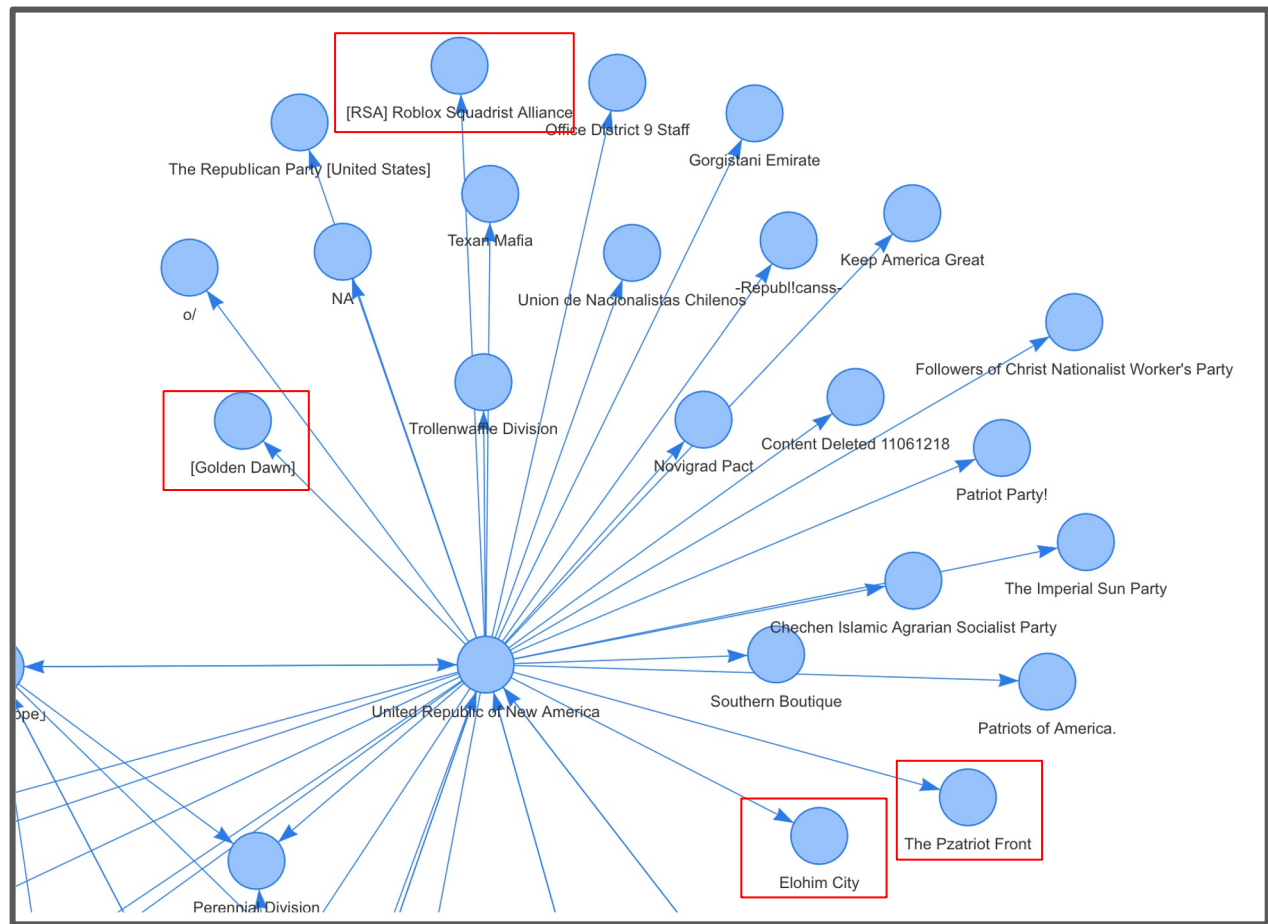 [RSA] Roblox Squadrist Alliance
Office District 9 Staff
Gorgistani Emirate
The Republican Party [United States]
Texan Mafia
Keep America Great
NA
Union de Nacionalistas Chilenos
-Republ!canss-
o/
Followers of Christ Nationalist Worker's Party
Trollenwaffle Division
Content Deleted 11061218
[Golden Dawn]
Novigrad Pact
Patriot Party!
The Imperial Sun Party
Chechen Islamic Agrarian Socialist Party
Southern Boutique
United Republic of New America
ope」
Patriots of America.
The Pzatriot Front
Elohim City
Perennial Division